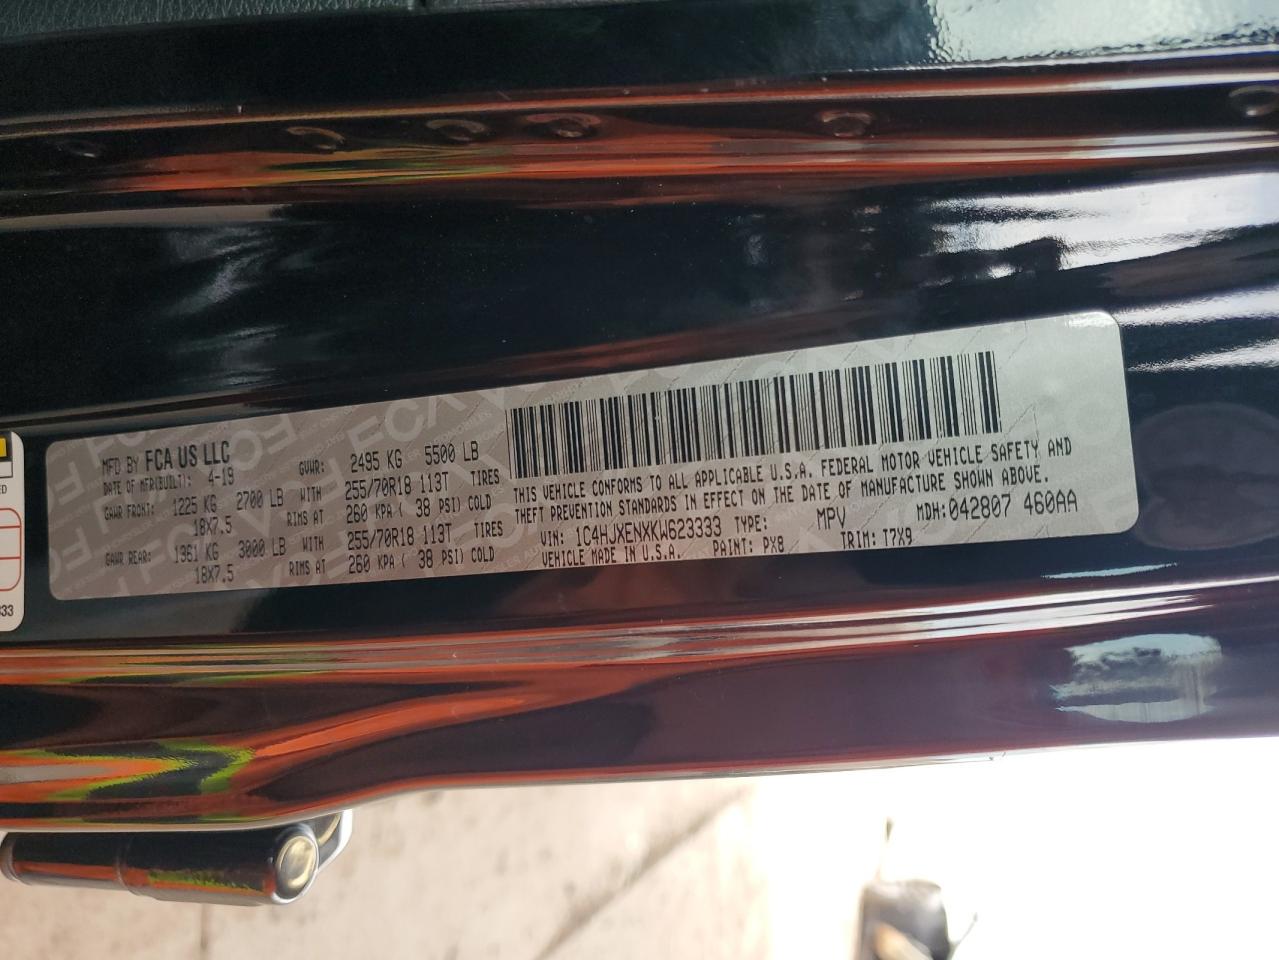 MFD BY FCA US LLC
DATE OF MFR/BUILT: 4-19 GVWR: 2495 KG 5500 LB
GAWR FRONT: 1225 KG 2700 LB WITH 255/70R18 113T TIRES
18X7.5 RIMS AT 260 KPA ( 38 PSI) COLD
GAWR REAR: 1361 KG 3000 LB WITH 255/70R18 113T TIRES
18X7.5 RIMS AT 260 KPA ( 38 PSI) COLD
THIS VEHICLE CONFORMS TO ALL APPLICABLE U.S.A. FEDERAL MOTOR VEHICLE SAFETY AND
THEFT PREVENTION STANDARDS IN EFFECT ON THE DATE OF MANUFACTURE SHOWN ABOVE.
VIN: 1C4HJXENXKW623333 TYPE: MPV MDH: 042807 460AA
VEHICLE MADE IN U.S.A. PAINT: PX8 TRIM: T7X9
ED
333